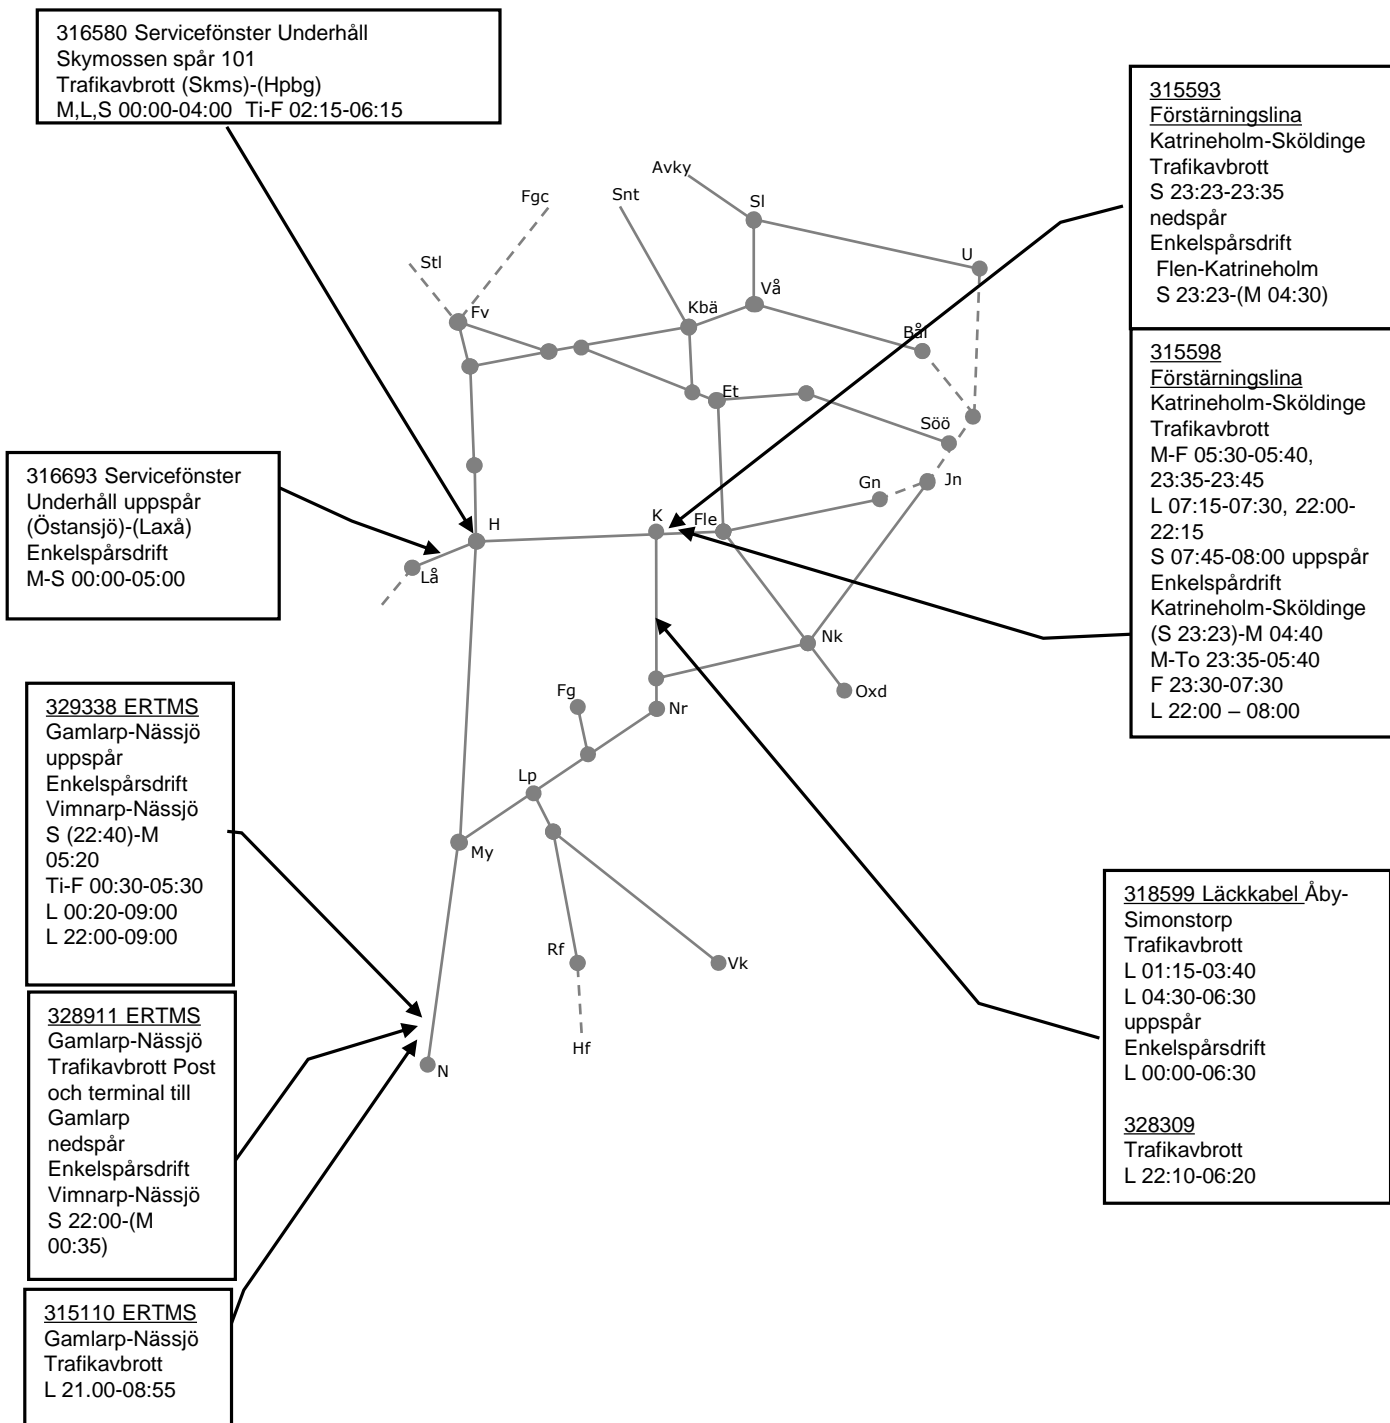 316580 Servicefönster Underhåll
Skymossen spår 101
Trafikavbrott (Skms)-(Hpbg)
M,L,S 00:00-04:00  Ti-F 02:15-06:15
315593
Förstärningslina
Katrineholm-Sköldinge
Trafikavbrott
S 23:23-23:35
nedspår
Enkelspårsdrift
Flen-Katrineholm
S 23:23-(M 04:30)
315598
Förstärningslina
Katrineholm-Sköldinge
Trafikavbrott
M-F 05:30-05:40,
23:35-23:45
L 07:15-07:30, 22:00-
22:15
S 07:45-08:00 uppspår
Enkelspårdrift
Katrineholm-Sköldinge
(S 23:23)-M 04:40
M-To 23:35-05:40
F 23:30-07:30
L 22:00 – 08:00
316693 Servicefönster
Underhåll uppspår
(Östansjö)-(Laxå)
Enkelspårsdrift
M-S 00:00-05:00
329338 ERTMS
Gamlarp-Nässjö
uppspår
Enkelspårsdrift
Vimnarp-Nässjö
S (22:40)-M
05:20
Ti-F 00:30-05:30
L 00:20-09:00
L 22:00-09:00
328911 ERTMS
Gamlarp-Nässjö
Trafikavbrott Post
och terminal till
Gamlarp
nedspår
Enkelspårsdrift
Vimnarp-Nässjö
S 22:00-(M
00:35)
315110 ERTMS
Gamlarp-Nässjö
Trafikavbrott
L 21.00-08:55
318599 Läckkabel Åby-
Simonstorp
Trafikavbrott
L 01:15-03:40
L 04:30-06:30
uppspår
Enkelspårsdrift
L 00:00-06:30
328309
Trafikavbrott
L 22:10-06:20
Avky
Fgc
Snt
Sl
Stl
U
Vå
Fv
Kbä
Bål
Et
Söö
Gn
Jn
H
K
Fle
Lå
Nk
Fg
Oxd
Nr
Lp
My
Rf
Vk
Hf
N